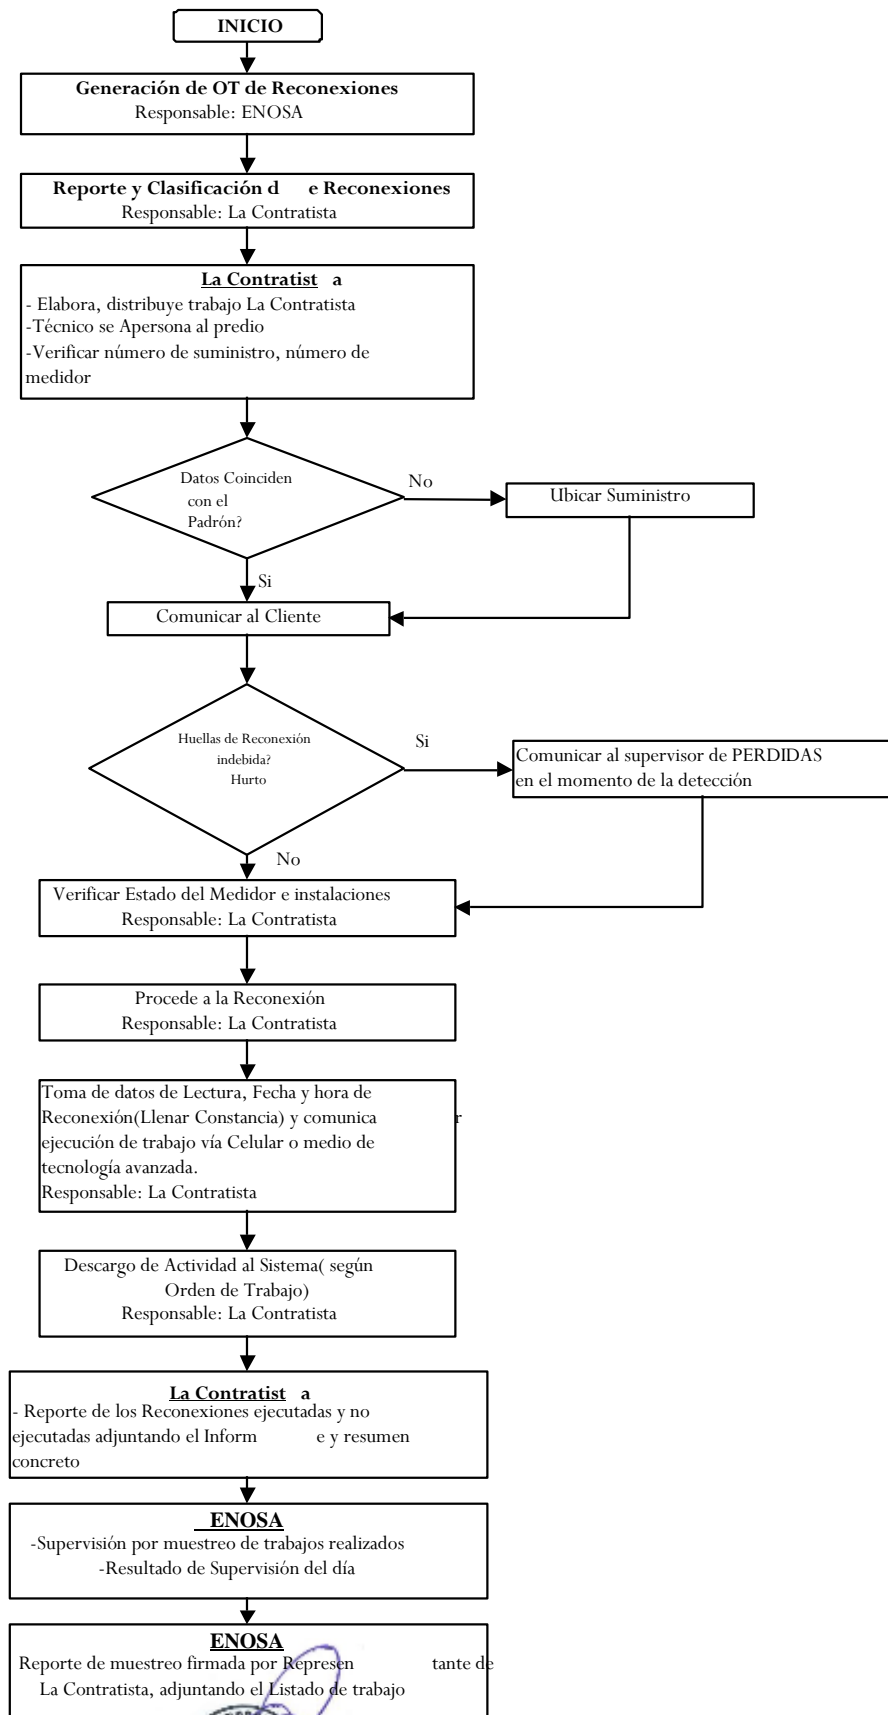 INICIO
Generación de OT de Reconexiones
Responsable: ENOSA
Reporte y Clasificación d e Reconexiones
Responsable: La Contratista
La Contratist a
- Elabora, distribuye trabajo La Contratista
-Técnico se Apersona al predio
-Verificar número de suministro, número de
medidor
Datos Coinciden
con el
Padrón?
No
Ubicar Suministro
Si
Comunicar al Cliente
Huellas de Reconexión
indebida?
Hurto
Si
Comunicar al supervisor de PERDIDAS
en el momento de la detección
No
Verificar Estado del Medidor e instalaciones
Responsable: La Contratista
Procede a la Reconexión
Responsable: La Contratista
Toma de datos de Lectura, Fecha y hora de
Reconexión(Llenar Constancia) y comunica r
ejecución de trabajo vía Celular o medio de
tecnología avanzada.
Responsable: La Contratista
Descargo de Actividad al Sistema( según
Orden de Trabajo)
Responsable: La Contratista
La Contratist a
- Reporte de los Reconexiones ejecutadas y no
ejecutadas adjuntando el Inform e y resumen
concreto
ENOSA
-Supervisión por muestreo de trabajos realizados
-Resultado de Supervisión del día
ENOSA
Reporte de muestreo firmada por Represen tante de
La Contratista, adjuntando el Listado de trabajo